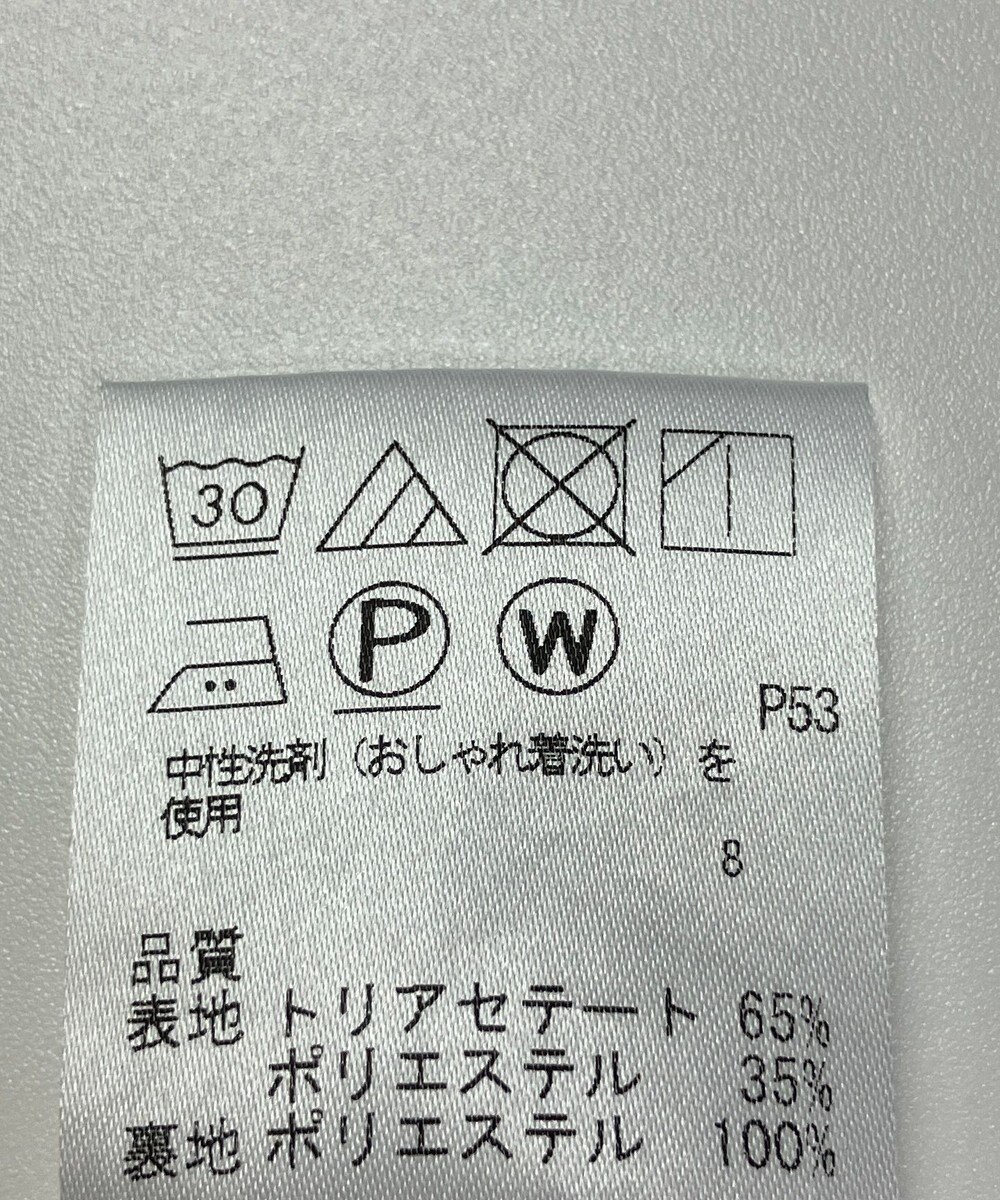 30
P W
P53
中性洗剤（おしゃれ着洗い）を
使用
8
品質
表地 トリアセテート 65%
ポリエステル 35%
裏地 ポリエステル 100%